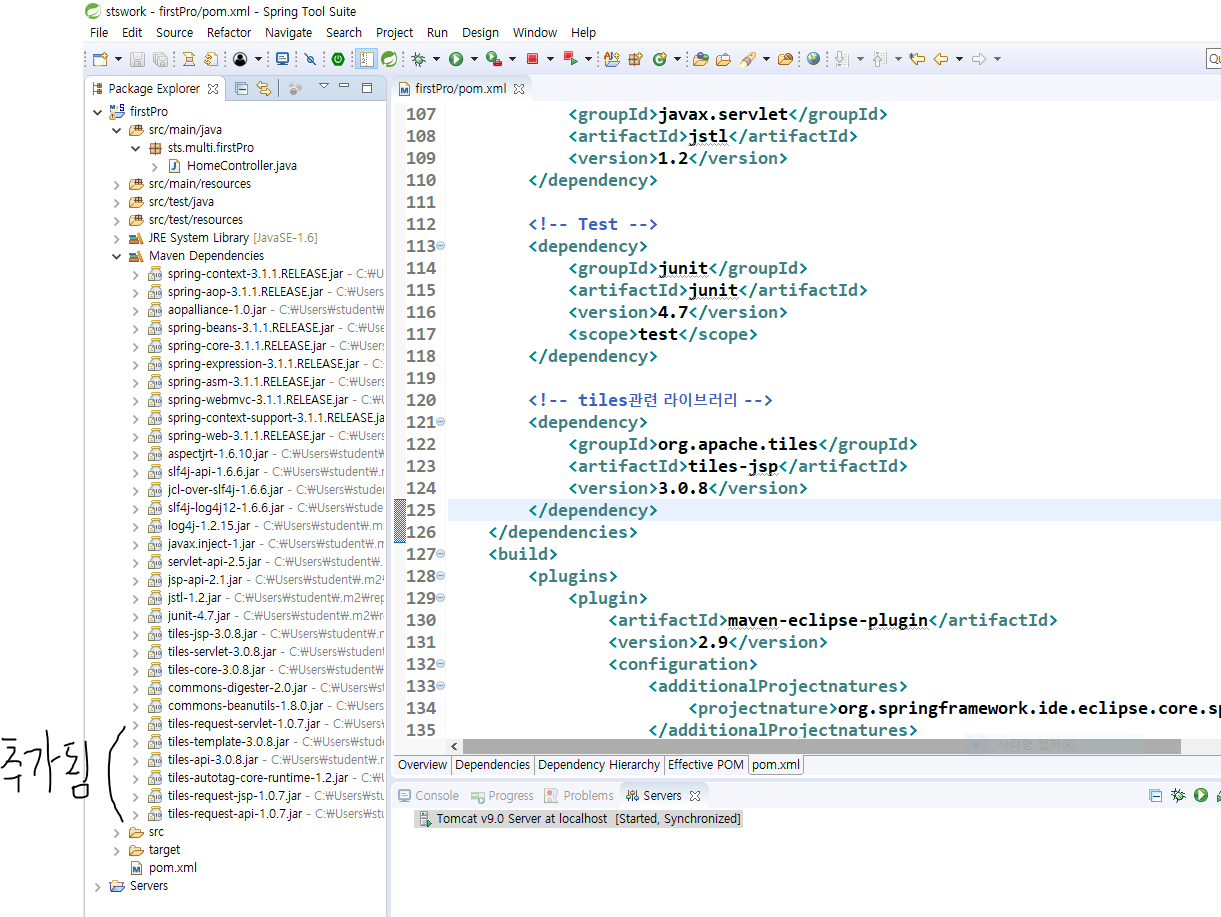 stswork - firstPro/pom.xml - Spring Tool Suite
File Edit Source Refactor Navigate Search Project Run Design Window Help
Package Explorer
firstPro
src/main/java
sts.multi.firstPro
HomeController.java
src/main/resources
src/test/java
src/test/resources
JRE System Library [JavaSE-1.6]
Maven Dependencies
spring-context-3.1.1.RELEASE.jar - C:₩U
spring-aop-3.1.1.RELEASE.jar - C:₩Users
aopalliance-1.0.jar - C:₩Users₩student₩
spring-beans-3.1.1.RELEASE.jar - C:₩Use
spring-core-3.1.1.RELEASE.jar - C:₩Users
spring-expression-3.1.1.RELEASE.jar - C:
spring-asm-3.1.1.RELEASE.jar - C:₩Users
spring-webmvc-3.1.1.RELEASE.jar - C:₩U
spring-context-support-3.1.1.RELEASE.ja
spring-web-3.1.1.RELEASE.jar - C:₩Users
aspectjrt-1.6.10.jar - C:₩Users₩student₩
slf4j-api-1.6.6.jar - C:₩Users₩student₩.
jcl-over-slf4j-1.6.6.jar - C:₩Users₩stude
slf4j-log4j12-1.6.6.jar - C:₩Users₩stude
log4j-1.2.15.jar - C:₩Users₩student₩.m
javax.inject-1.jar - C:₩Users₩student₩.m
servlet-api-2.5.jar - C:₩Users₩student₩.
jsp-api-2.1.jar - C:₩Users₩student₩.m2₩
jstl-1.2.jar - C:₩Users₩student₩.m2₩rep
junit-4.7.jar - C:₩Users₩student₩.m2₩re
tiles-jsp-3.0.8.jar - C:₩Users₩student₩.r
tiles-servlet-3.0.8.jar - C:₩Users₩student
tiles-core-3.0.8.jar - C:₩Users₩student₩
commons-digester-2.0.jar - C:₩Users₩st
commons-beanutils-1.8.0.jar - C:₩Users
tiles-request-servlet-1.0.7.jar - C:₩Users
tiles-template-3.0.8.jar - C:₩Users₩stud
tiles-api-3.0.8.jar - C:₩Users₩student₩.n
tiles-autotag-core-runtime-1.2.jar - C:₩U
tiles-request-jsp-1.0.7.jar - C:₩Users₩stu
tiles-request-api-1.0.7.jar - C:₩Users₩stu
src
target
pom.xml
Servers
추가됨
firstPro/pom.xml
107 <groupId>javax.servlet</groupId>
108 <artifactId>jstl</artifactId>
109 <version>1.2</version>
110 </dependency>
111
112 <!-- Test -->
113 <dependency>
114 <groupId>junit</groupId>
115 <artifactId>junit</artifactId>
116 <version>4.7</version>
117 <scope>test</scope>
118 </dependency>
119
120 <!-- tiles관련 라이브러리 -->
121 <dependency>
122 <groupId>org.apache.tiles</groupId>
123 <artifactId>tiles-jsp</artifactId>
124 <version>3.0.8</version>
125 </dependency>
126 </dependencies>
127 <build>
128 <plugins>
129 <plugin>
130 <artifactId>maven-eclipse-plugin</artifactId>
131 <version>2.9</version>
132 <configuration>
133 <additionalProjectnatures>
134 <projectnature>org.springframework.ide.eclipse.core.sp
135 </additionalProjectnatures>
사각형 캡처(R)
Overview Dependencies Dependency Hierarchy Effective POM pom.xml
Console Progress Problems Servers
Tomcat v9.0 Server at localhost [Started, Synchronized]